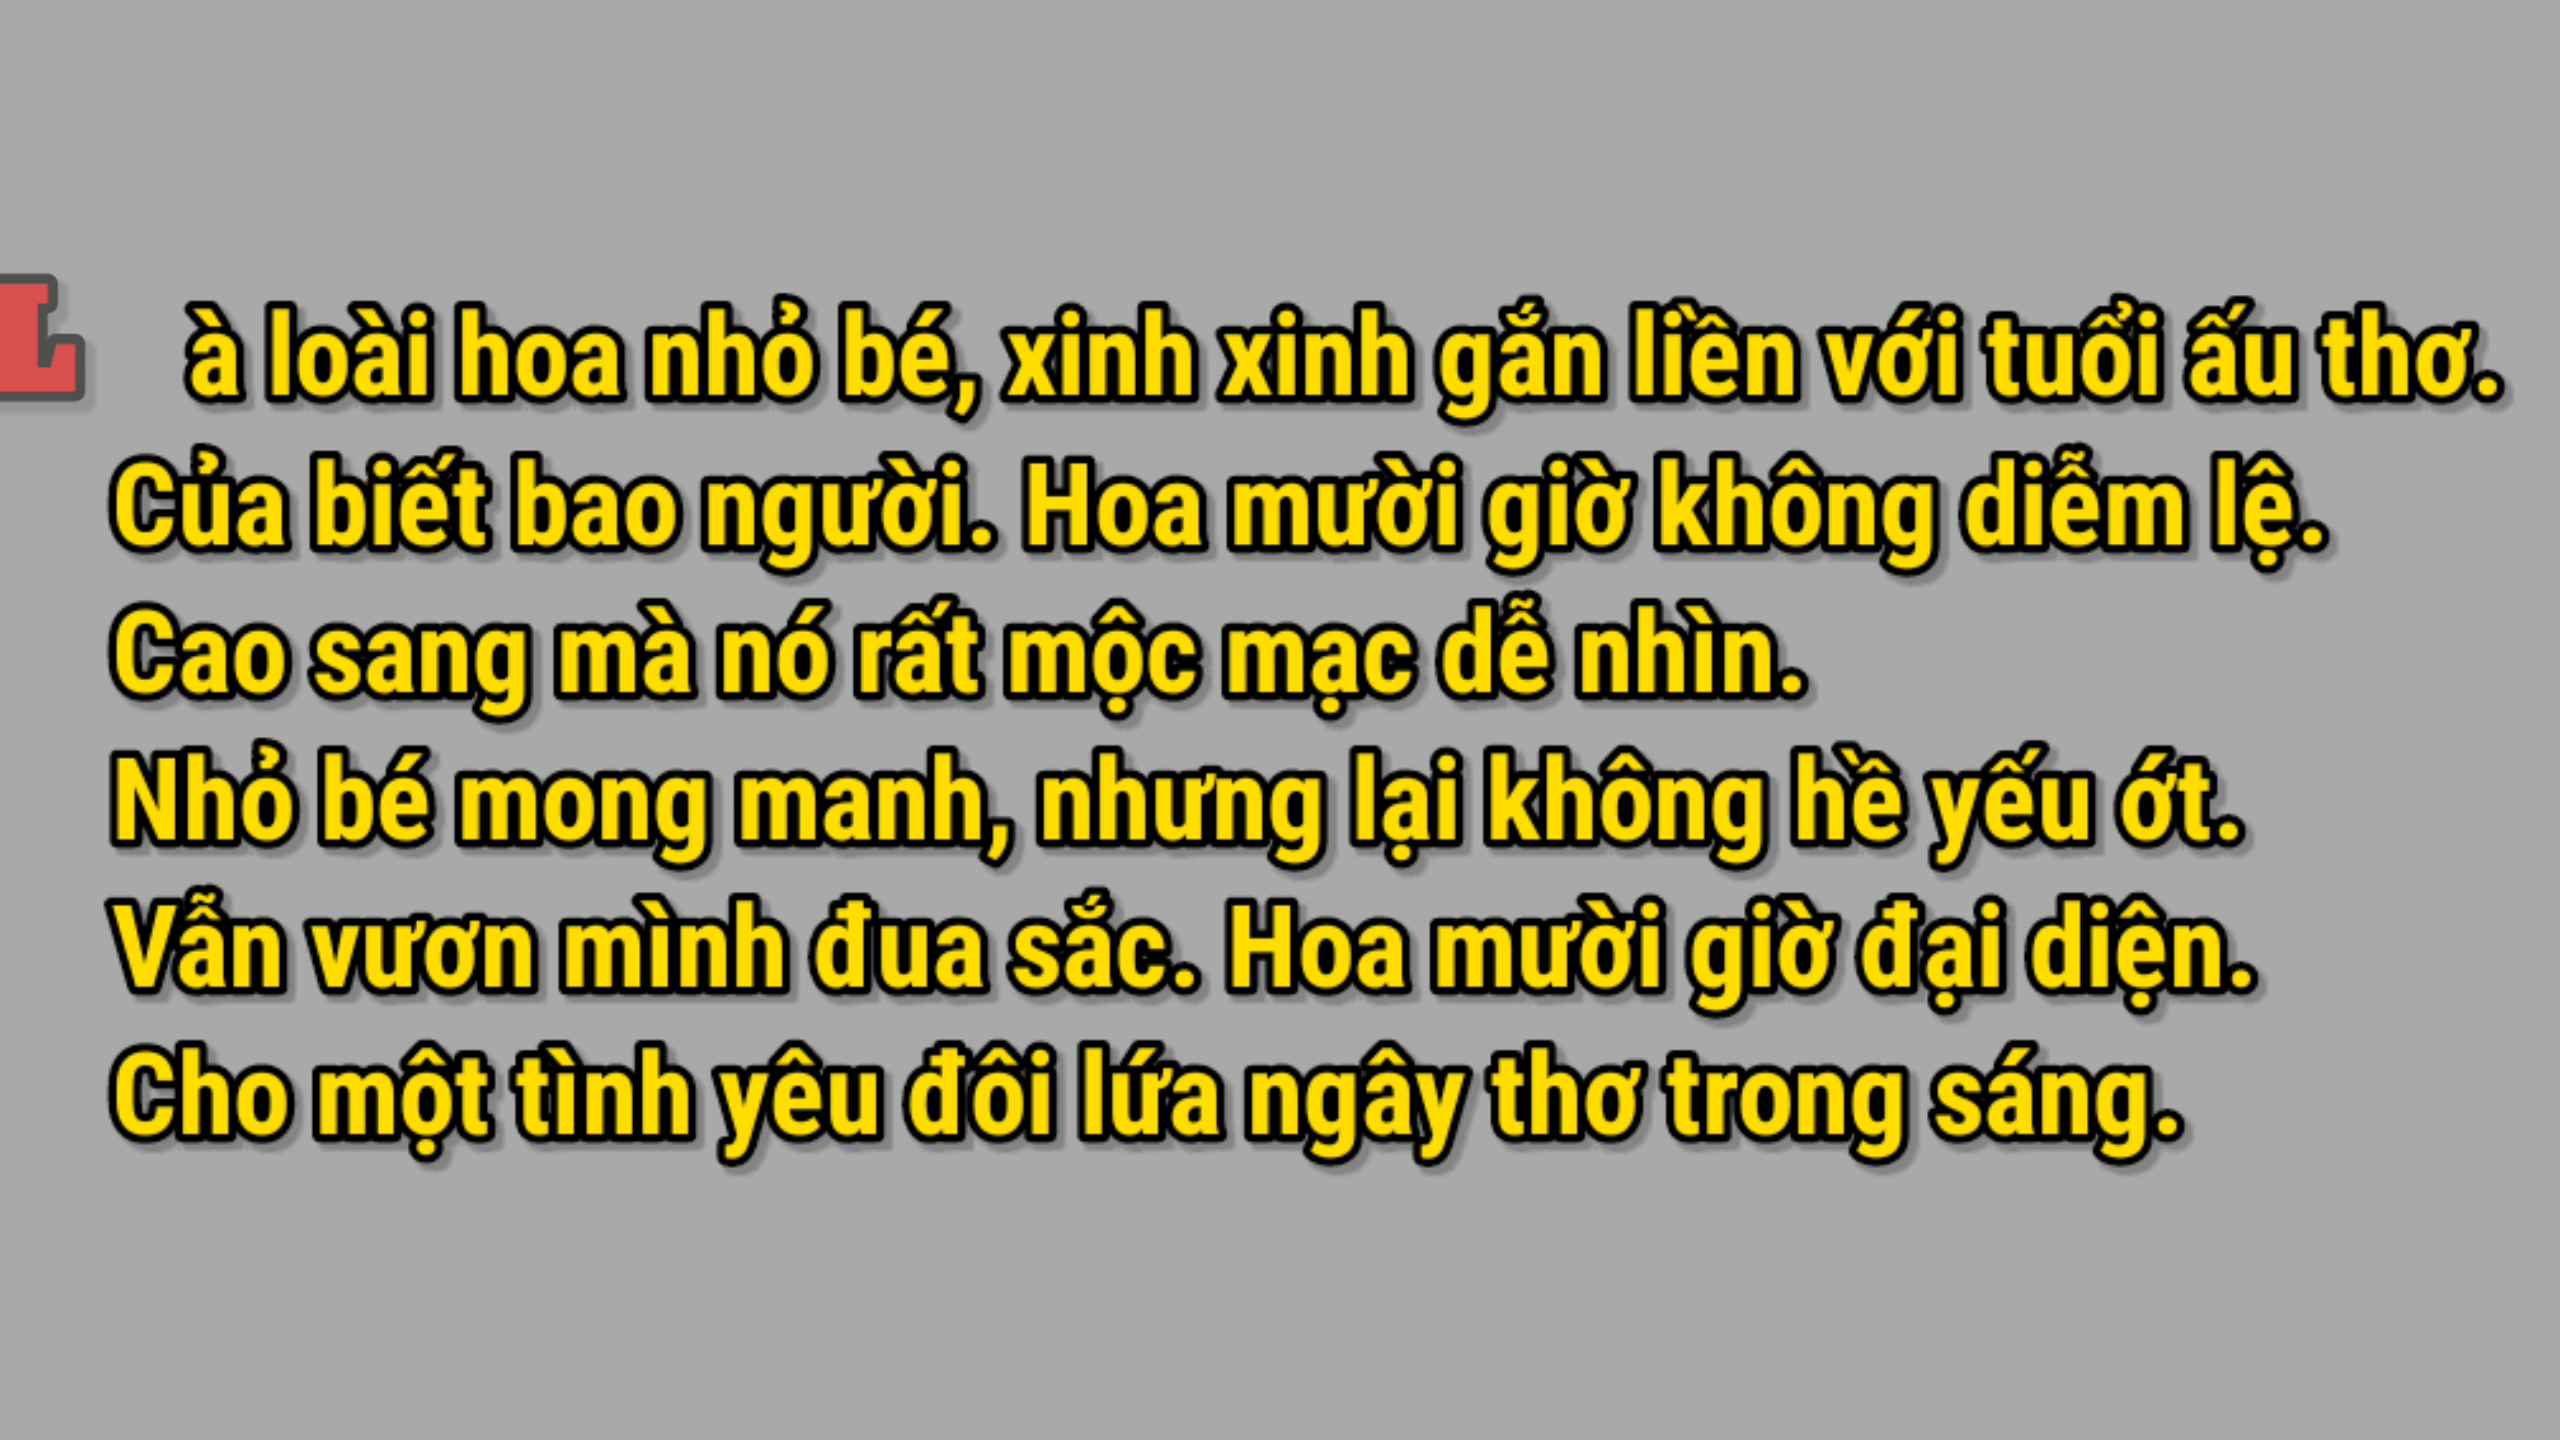 Là loài hoa nhỏ bé, xinh xinh gắn liền với tuổi ấu thơ.
Của biết bao người. Hoa mười giờ không diễm lệ.
Cao sang mà nó rất mộc mạc dễ nhìn.
Nhỏ bé mong manh, nhưng lại không hề yếu ớt.
Vẫn vươn mình đua sắc. Hoa mười giờ đại diện.
Cho một tình yêu đôi lứa ngây thơ trong sáng.